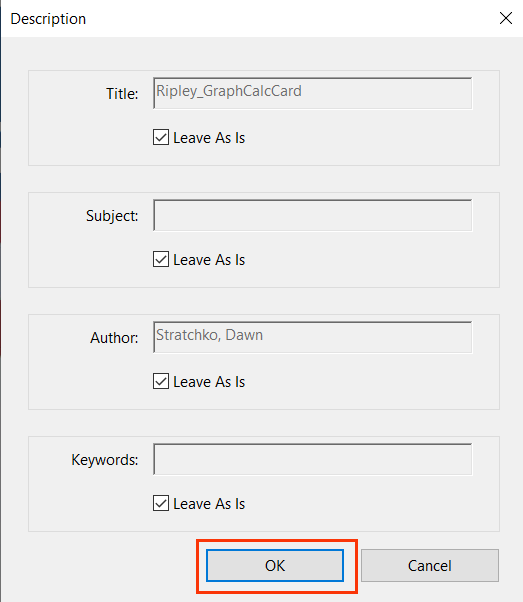 Description
Title: Ripley_GraphCalcCard
Leave As Is
Subject:
Leave As Is
Author: Stratchko, Dawn
Leave As Is
Keywords:
Leave As Is
OK Cancel